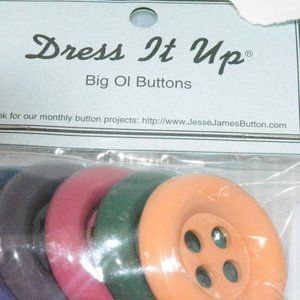 Dress It Up®
Big Ol Buttons
ok for our monthly button projects: http://www.JesseJamesButton.com